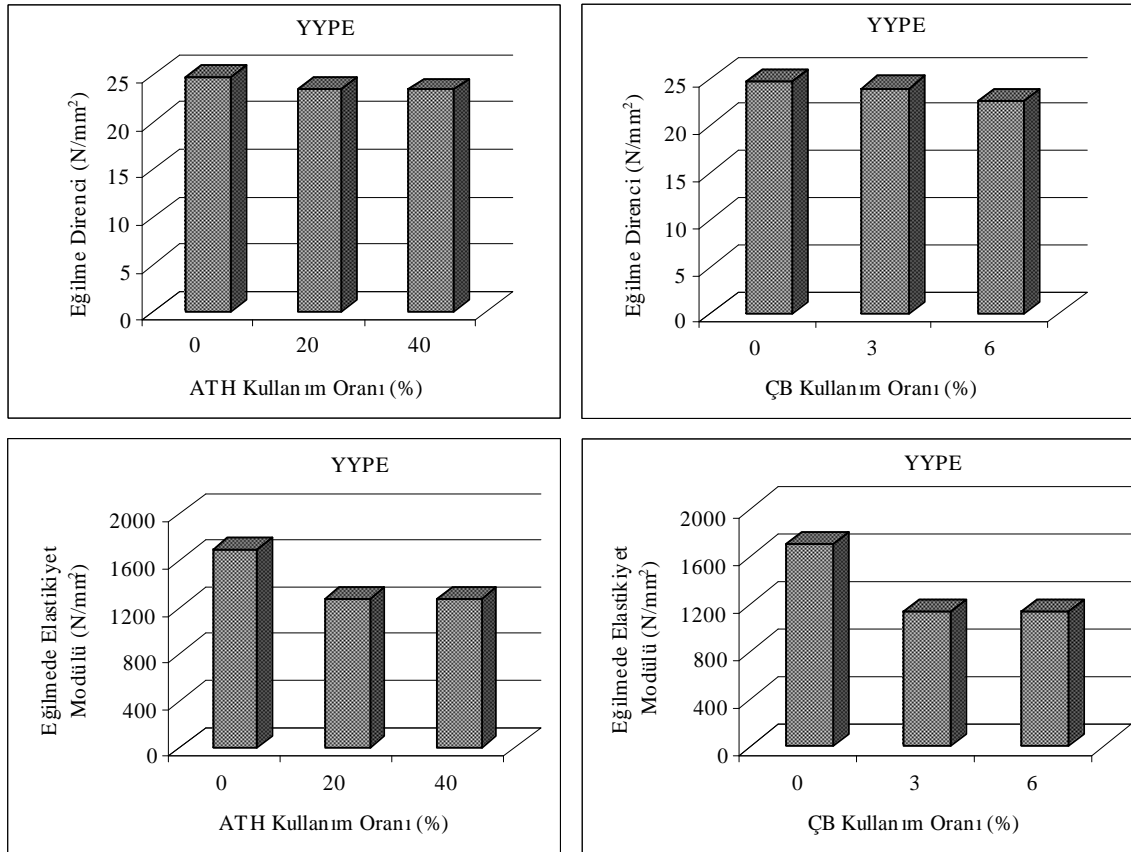 YYPE
Eğilme Direnci (N/mm²)
25
20
15
10
5
0
0 20 40
ATH Kullanım Oranı (%)
YYPE
Eğilme Direnci (N/mm²)
25
20
15
10
5
0
0 3 6
ÇB Kullanım Oranı (%)
YYPE
Eğilmede Elastikiyet
Modülü (N/mm²)
2000
1600
1200
800
400
0
0 20 40
ATH Kullanım Oranı (%)
YYPE
Eğilmede Elastikiyet
Modülü (N/mm²)
2000
1600
1200
800
400
0
0 3 6
ÇB Kullanım Oranı (%)